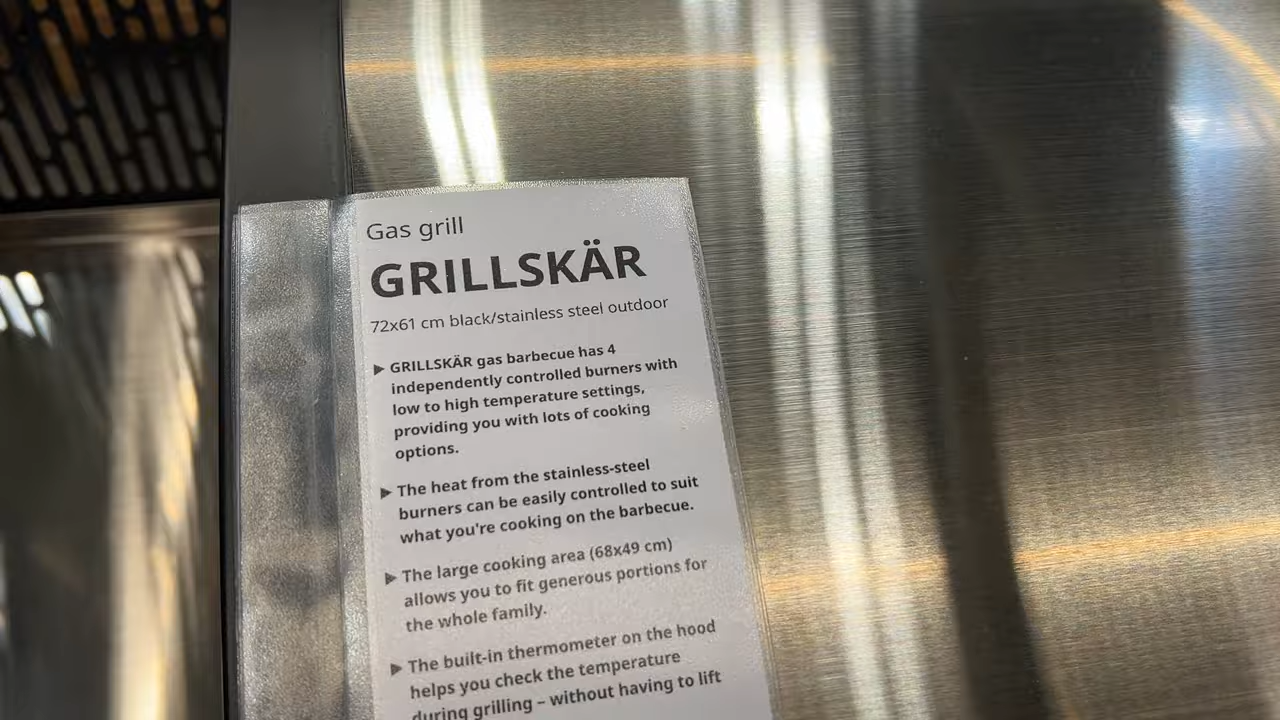 Gas grill
GRILLSKÄR
72x61 cm black/stainless steel outdoor
▶ GRILLSKÄR gas barbecue has 4
independently controlled burners with
low to high temperature settings,
providing you with lots of cooking
options.
▶ The heat from the stainless-steel
burners can be easily controlled to suit
what you're cooking on the barbecue.
▶ The large cooking area (68x49 cm)
allows you to fit generous portions for
the whole family.
▶ The built-in thermometer on the hood
helps you check the temperature
during grilling – without having to lift